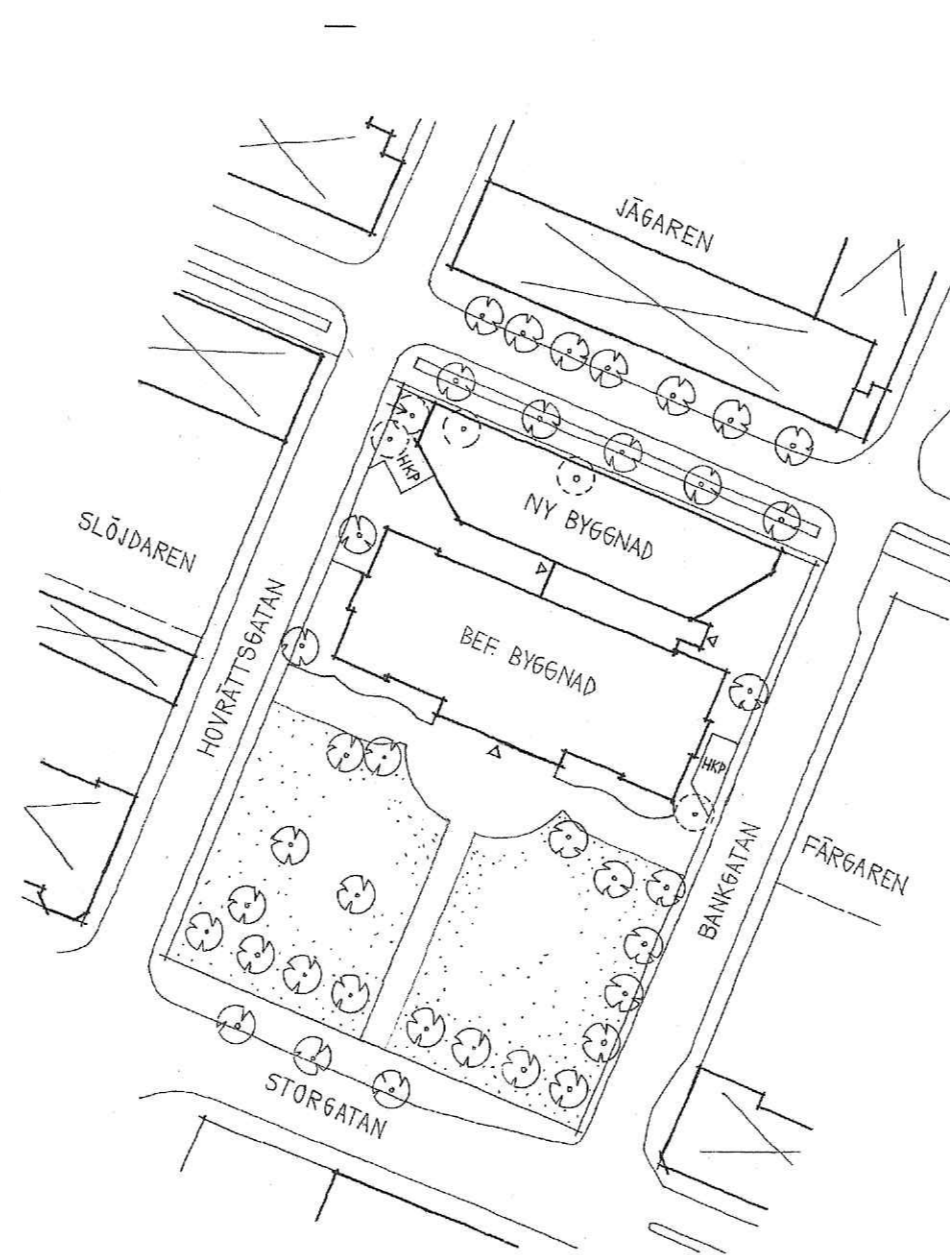 JÄGAREN
HKP
NY BYGGNAD
SLÖJDAREN
HOVRÄTTSGATAN
BEF. BYGGNAD
HKP
BANKGATAN
FÄRGAREN
STORGATAN